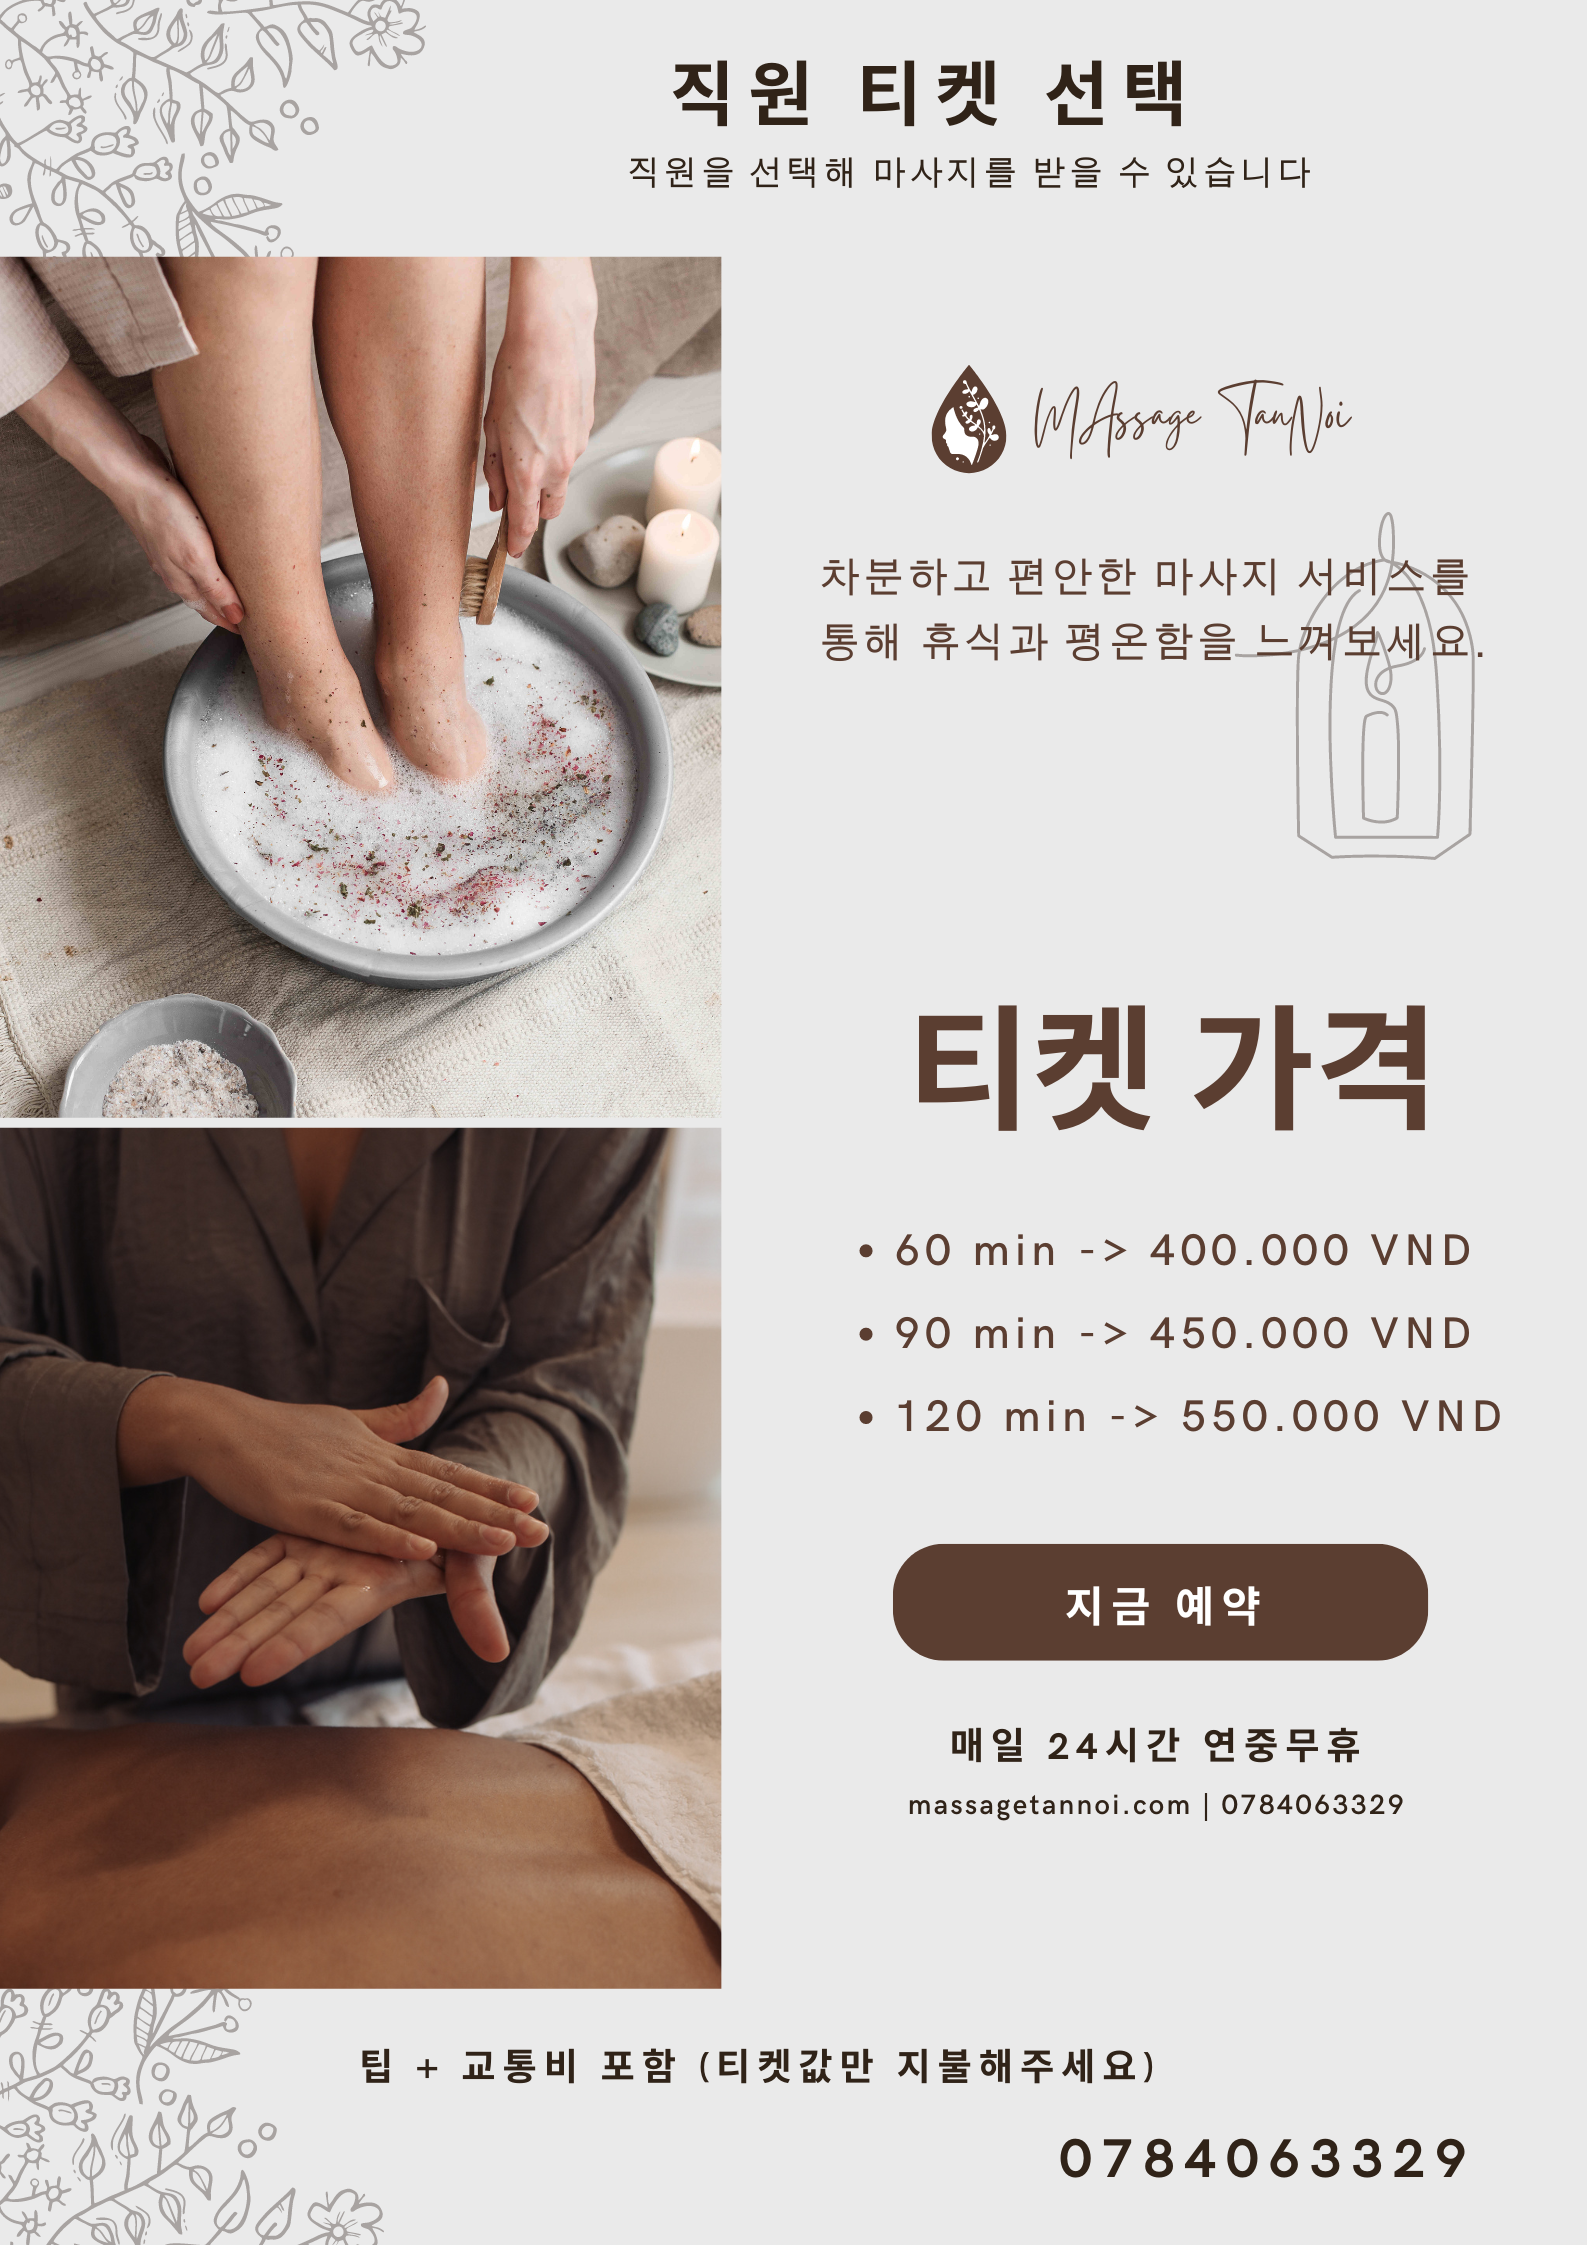 직원 티켓 선택
직원을 선택해 마사지를 받을 수 있습니다
MAssage TanNoi
차분하고 편안한 마사지 서비스를
통해 휴식과 평온함을 느껴보세요.
티켓 가격
• 60 min -> 400.000 VND
• 90 min -> 450.000 VND
• 120 min -> 550.000 VND
지금 예약
매일 24시간 연중무휴
massagetannoi.com | 0784063329
팁 + 교통비 포함 (티켓값만 지불해주세요)
0784063329